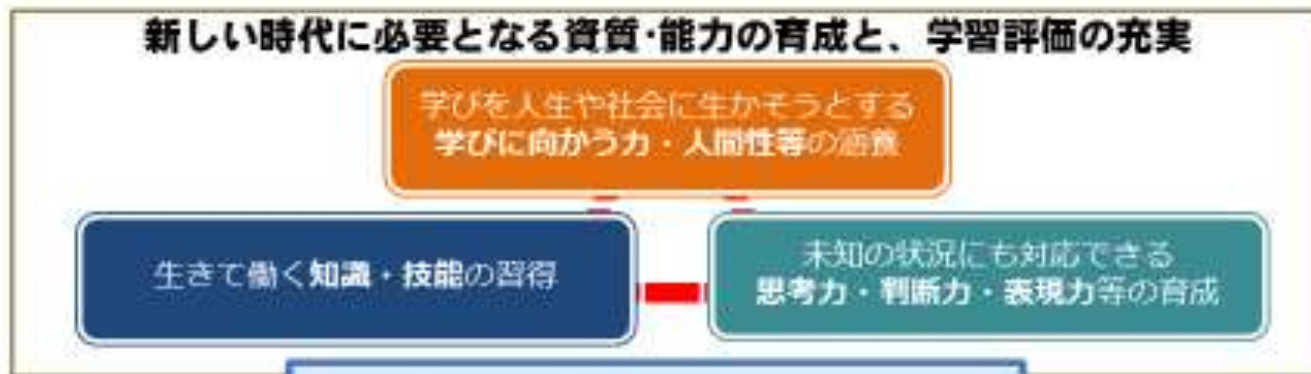 新しい時代に必要となる資質･能力の育成と、学習評価の充実
学びを人生や社会に生かそうとする
学びに向かう力・人間性等の涵養
生きて働く知識・技能の習得
未知の状況にも対応できる
思考力・判断力・表現力等の育成